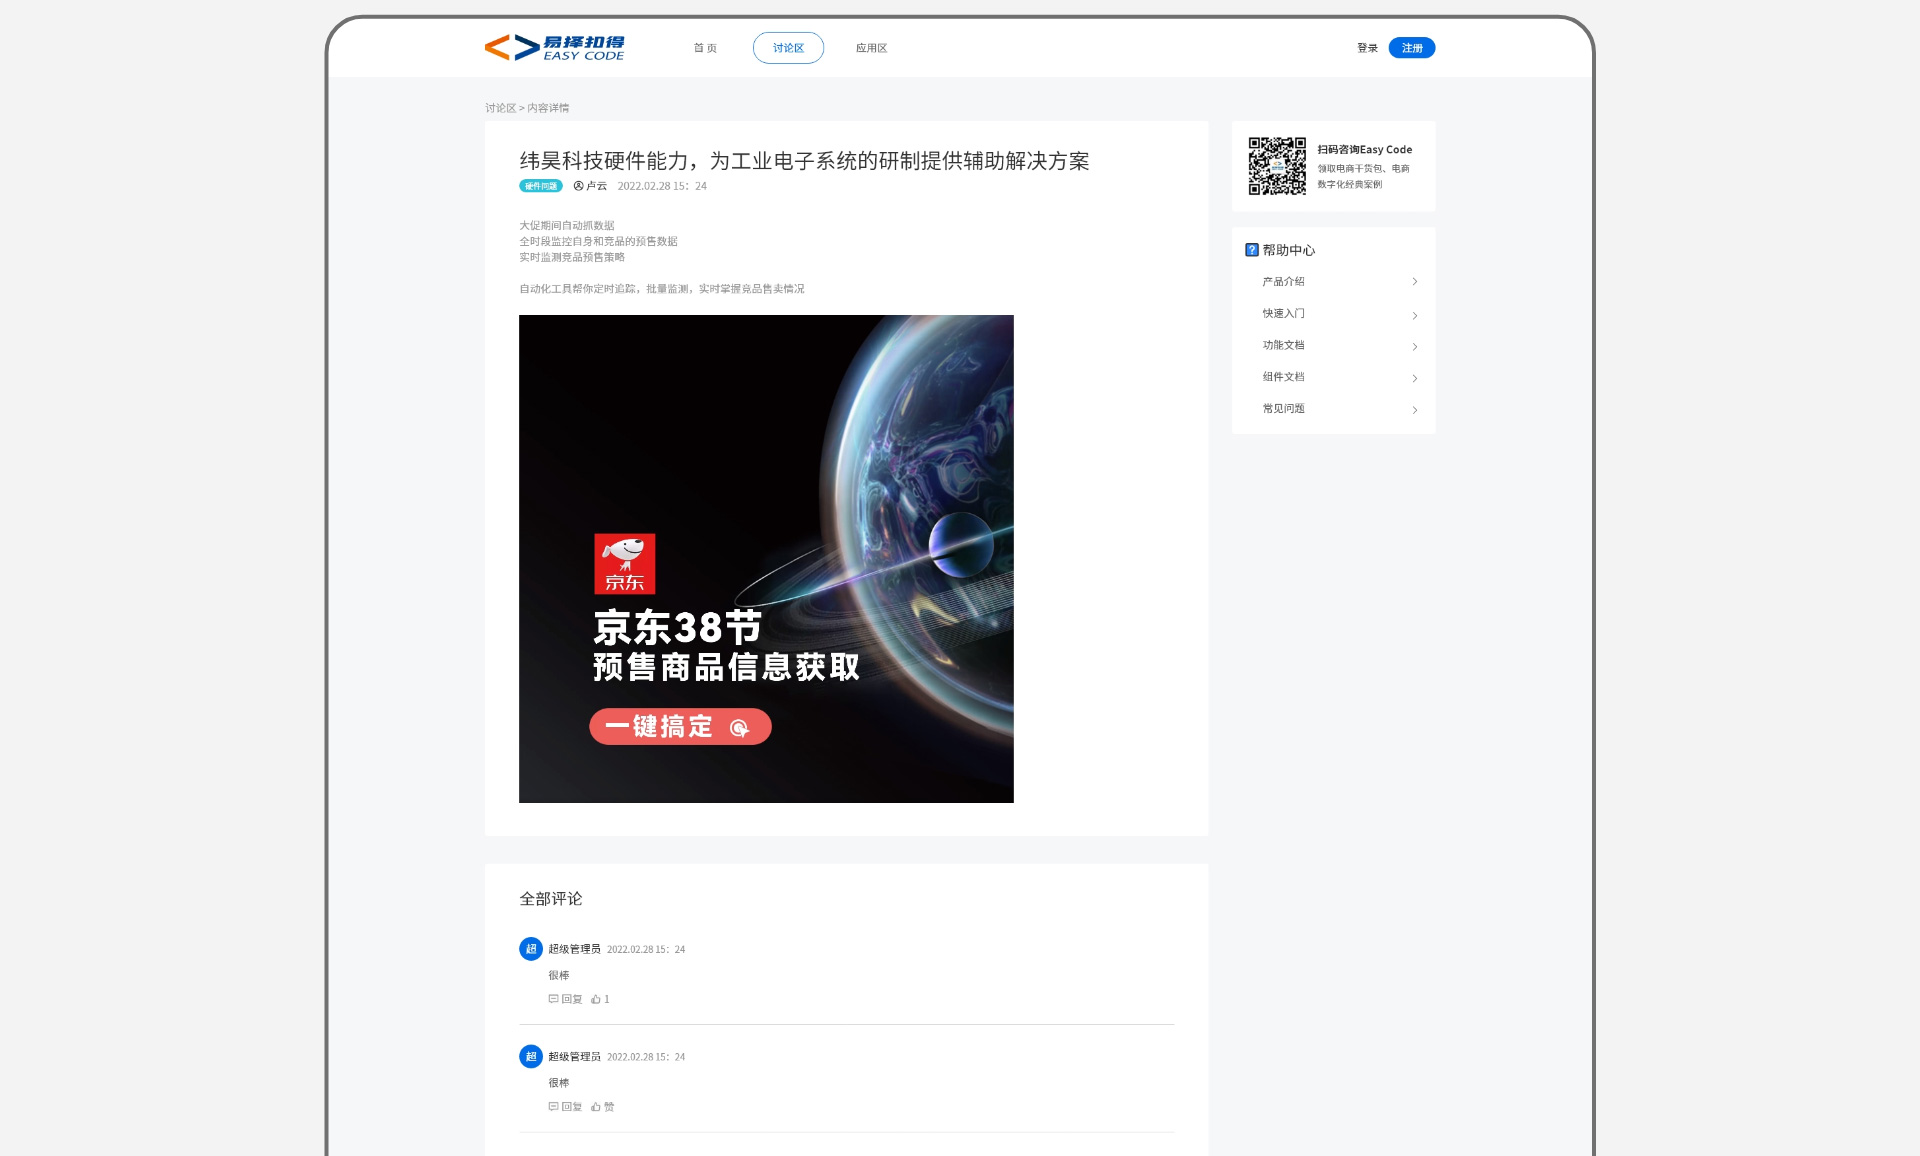 易择扣得
EASY CODE
首 页
讨论区
应用区
登录
注册
讨论区 > 内容详情
纬昊科技硬件能力，为工业电子系统的研制提供辅助解决方案
硬件问题
卢云
2022.02.28 15：24
大促期间自动抓数据
全时段监控自身和竞品的预售数据
实时监测竞品预售策略
自动化工具帮你定时追踪，批量监测，实时掌握竞品售卖情况
京东
京东38节
预售商品信息获取
一键搞定
扫码咨询Easy Code
领取电商干货包、电商
数字化经典案例
? 帮助中心
产品介绍
快速入门
功能文档
组件文档
常见问题
全部评论
超 超级管理员 2022.02.28 15：24
很棒
回复 1
超 超级管理员 2022.02.28 15：24
很棒
回复 赞